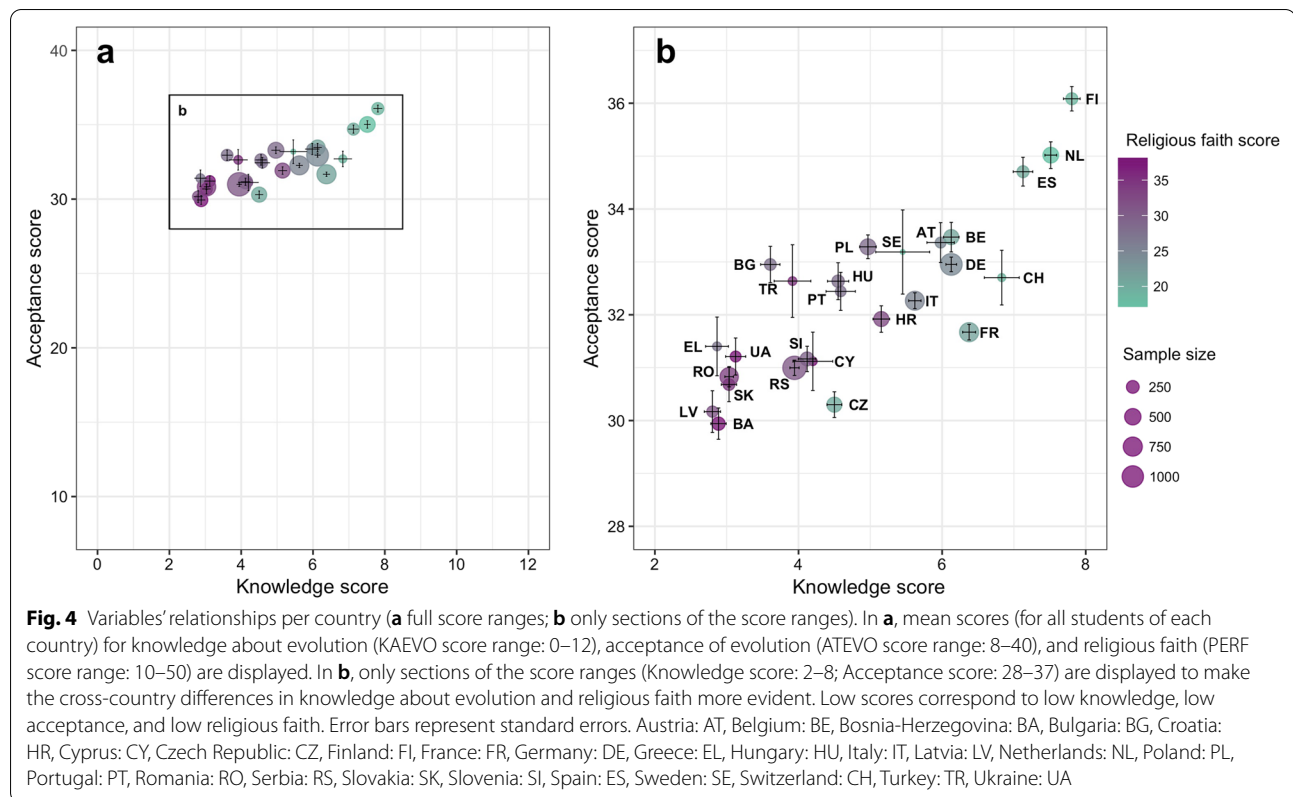 a
b
40
30
20
10
Acceptance score
0
2
4
6
8
10
12
Knowledge score
b
36
34
32
30
28
Acceptance score
FI
NL
ES
AT
BE
SE
PL
DE
BG
CH
TR
HU
PT
IT
HR
FR
EL
UA
SI
CY
RO
RS
SK
CZ
LV
BA
2
4
6
8
Knowledge score
Religious faith score
35
30
25
20
Sample size
250
500
750
1000
Fig. 4 Variables’ relationships per country (a full score ranges; b only sections of the score ranges). In a, mean scores (for all students of each
country) for knowledge about evolution (KAEVO score range: 0–12), acceptance of evolution (ATEVO score range: 8–40), and religious faith (PERF
score range: 10–50) are displayed. In b, only sections of the score ranges (Knowledge score: 2–8; Acceptance score: 28–37) are displayed to make
the cross-country differences in knowledge about evolution and religious faith more evident. Low scores correspond to low knowledge, low
acceptance, and low religious faith. Error bars represent standard errors. Austria: AT, Belgium: BE, Bosnia-Herzegovina: BA, Bulgaria: BG, Croatia:
HR, Cyprus: CY, Czech Republic: CZ, Finland: FI, France: FR, Germany: DE, Greece: EL, Hungary: HU, Italy: IT, Latvia: LV, Netherlands: NL, Poland: PL,
Portugal: PT, Romania: RO, Serbia: RS, Slovakia: SK, Slovenia: SI, Spain: ES, Sweden: SE, Switzerland: CH, Turkey: TR, Ukraine: UA